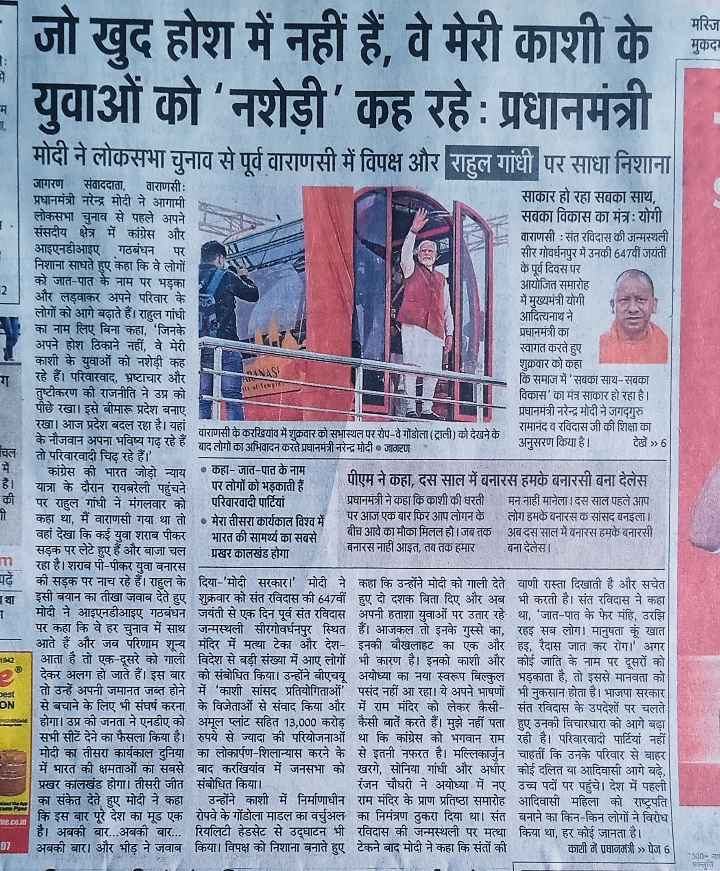 जो खुद होश में नहीं हैं, वे मेरी काशी के
युवाओं को 'नशेड़ी' कह रहे : प्रधानमंत्री
मोदी ने लोकसभा चुनाव से पूर्व वाराणसी में विपक्ष और राहुल गांधी पर साधा निशाना
जागरण संवाददाता, वाराणसी:
प्रधानमंत्री नरेन्द्र मोदी ने आगामी
लोकसभा चुनाव से पहले अपने
संसदीय क्षेत्र में कांग्रेस और
आइएनडीआइए गठबंधन पर
निशाना साधते हुए कहा कि वे लोगों
को जात-पात के नाम पर भड़का
और लड़वाकर अपने परिवार के
लोगों को आगे बढ़ाते हैं। राहुल गांधी
का नाम लिए बिना कहा, 'जिनके
अपने होश ठिकाने नहीं, वे मेरी
काशी के युवाओं को नशेड़ी कह
रहे हैं। परिवारवाद, भ्रष्टाचार और
तुष्टीकरण की राजनीति ने उप्र को
पीछे रखा। इसे बीमारू प्रदेश बनाए
रखा। आज प्रदेश बदल रहा है। यहां
के नौजवान अपना भविष्य गढ़ रहे हैं
तो परिवारवादी चिढ़ रहे हैं।'
कांग्रेस की भारत जोड़ो न्याय
यात्रा के दौरान रायबरेली पहुंचने
पर राहुल गांधी ने मंगलवार को
कहा था, मैं वाराणसी गया था तो
वहां देखा कि कई युवा शराब पीकर
सड़क पर लेटे हुए हैं और बाजा चल
रहा है। शराब पी-पीकर युवा बनारस
की सड़क पर नाच रहे हैं। राहुल के
इसी बयान का तीखा जवाब देते हुए
मोदी ने आइएनडीआइए गठबंधन
पर कहा कि वे हर चुनाव में साथ
आते हैं और जब परिणाम शून्य
आता है तो एक-दूसरे को गाली
देकर अलग हो जाते हैं। इस बार
तो उन्हें अपनी जमानत जब्त होने
से बचाने के लिए भी संघर्ष करना
होगा। उप्र की जनता ने एनडीए को
सभी सीटें देने का फैसला किया है।
मोदी का तीसरा कार्यकाल दुनिया
में भारत की क्षमताओं का सबसे
प्रखर कालखंड होगा। तीसरी जीत
का संकेत देते हुए मोदी ने कहा
कि इस बार पूरे देश का मूड एक
है। अबकी बार...अबकी बार...
अबकी बार। और भीड़ ने जवाब
वाराणसी के करखियांव में शुक्रवार को सभास्थल पर रोप-वे गोंडोला (ट्राली) को देखने के
बाद लोगों का अभिवादन करते प्रधानमंत्री नरेन्द्र मोदी ● जागरण
साकार हो रहा सबका साथ,
सबका विकास का मंत्र : योगी
वाराणसी : संत रविदास की जन्मस्थली
सीर गोवर्धनपुर में उनकी 647वीं जयंती
के पूर्व दिवस पर
आयोजित समारोह
में मुख्यमंत्री योगी
आदित्यनाथ ने
प्रधानमंत्री का
स्वागत करते हुए
शुक्रवार को कहा
कि समाज में 'सबका साथ-सबका
विकास' का मंत्र साकार हो रहा है।
प्रधानमंत्री नरेन्द्र मोदी ने जगद्गुरु
रामानंद व रविदास जी की शिक्षा का
अनुसरण किया है। देखें >> 6
● कहा- जात-पात के नाम
पर लोगों को भड़काती हैं
परिवारवादी पार्टियां
● मेरा तीसरा कार्यकाल विश्व में
भारत की सामर्थ्य का सबसे
प्रखर कालखंड होगा
पीएम ने कहा, दस साल में बनारस हमके बनारसी बना देलेस
प्रधानमंत्री ने कहा कि काशी की धरती
पर आज एक बार फिर आप लोगन के
बीच आवे का मौका मिलल हौ। जब तक
बनारस नाही आइत, तब तक हमार
मन नाही मानेला। दस साल पहले आप
लोग हमके बनारस क सांसद बनइला।
अब दस साल में बनारस हमके बनारसी
बना देलेस।
दिया-'मोदी सरकार।' मोदी ने
शुक्रवार को संत रविदास की 647वीं
जयंती से एक दिन पूर्व संत रविदास
जन्मस्थली सीरगोवर्धनपुर स्थित
मंदिर में मत्था टेका और देश-
विदेश से बड़ी संख्या में आए लोगों
को संबोधित किया। उन्होंने बीएचयू
में 'काशी सांसद प्रतियोगिताओं'
के विजेताओं से संवाद किया और
अमूल प्लांट सहित 13,000 करोड़
रुपये से ज्यादा की परियोजनाओं
का लोकार्पण-शिलान्यास करने के
बाद करखियांव में जनसभा को
संबोधित किया।
उन्होंने काशी में निर्माणाधीन
रोपवे के गोंडोला माडल का वर्चुअल
रियलिटी हेडसेट से उद्घाटन भी
किया। विपक्ष को निशाना बनाते हुए
कहा कि उन्होंने मोदी को गाली देते
हुए दो दशक बिता दिए और अब
अपनी हताशा युवाओं पर उतार रहे
हैं। आजकल तो इनके गुस्से का,
इनकी बौखलाहट का एक और
भी कारण है। इनको काशी और
अयोध्या का नया स्वरूप बिल्कुल
पसंद नहीं आ रहा। ये अपने भाषणों
में राम मंदिर को लेकर कैसी-
कैसी बातें करते हैं। मुझे नहीं पता
था कि कांग्रेस को भगवान राम
से इतनी नफरत है। मल्लिकार्जुन
खरगे, सोनिया गांधी और अधीर
रंजन चौधरी ने अयोध्या में नए
राम मंदिर के प्राण प्रतिष्ठा समारोह
का निमंत्रण ठुकरा दिया था। संत
रविदास की जन्मस्थली पर मत्था
टेकने बाद मोदी ने कहा कि संतों की
वाणी रास्ता दिखाती है और सचेत
भी करती है। संत रविदास ने कहा
था, 'जात-पात के फेर मंहि, उरझि
रहइ सब लोग। मानुषता कूं खात
हइ, रैदास जात कर रोग।' अगर
कोई जाति के नाम पर दूसरों को
भड़काता है, तो इससे मानवता को
भी नुकसान होता है। भाजपा सरकार
संत रविदास के उपदेशों पर चलते
हुए उनकी विचारधारा को आगे बढ़ा
रही है। परिवारवादी पार्टियां नहीं
चाहतीं कि उनके परिवार से बाहर
कोई दलित या आदिवासी आगे बढ़े,
उच्च पदों पर पहुंचे। देश में पहली
आदिवासी महिला को राष्ट्रपति
बनाने का किन-किन लोगों ने विरोध
किया था, हर कोई जानता है।
काशी में प्रधानमंत्री >> पेज 6